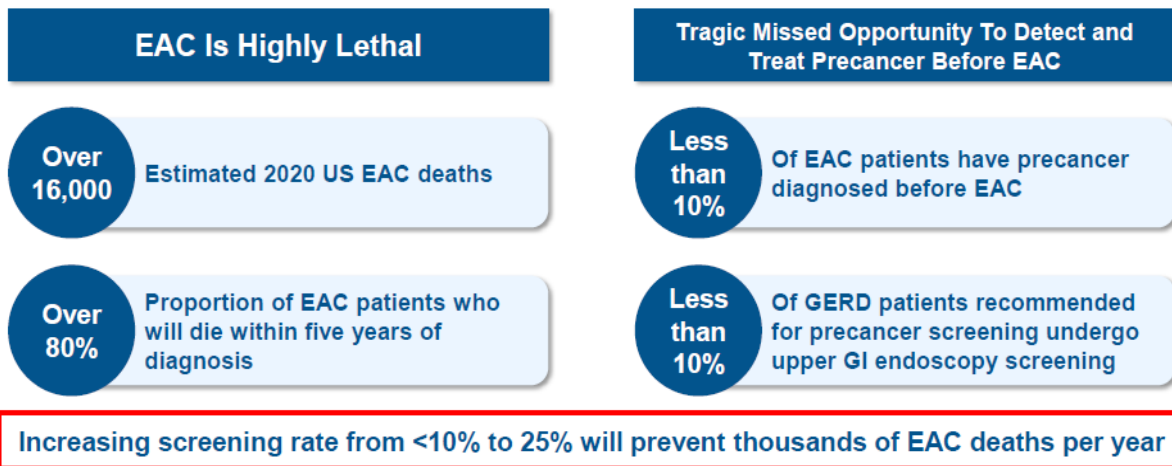 EAC Is Highly Lethal
Over
16,000
Estimated 2020 US EAC deaths
Over
80%
Proportion of EAC patients who
will die within five years of
diagnosis
Tragic Missed Opportunity To Detect and
Treat Precancer Before EAC
Less
than
10%
Of EAC patients have precancer
diagnosed before EAC
Less
than
10%
Of GERD patients recommended
for precancer screening undergo
upper GI endoscopy screening
Increasing screening rate from <10% to 25% will prevent thousands of EAC deaths per year